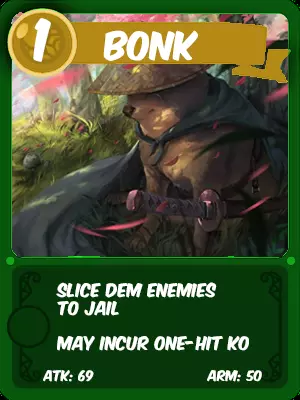 1
BONK
SLICE DEM ENEMIES
TO JAIL
MAY INCUR ONE-HIT KO
ATK: 69 ARM: 50